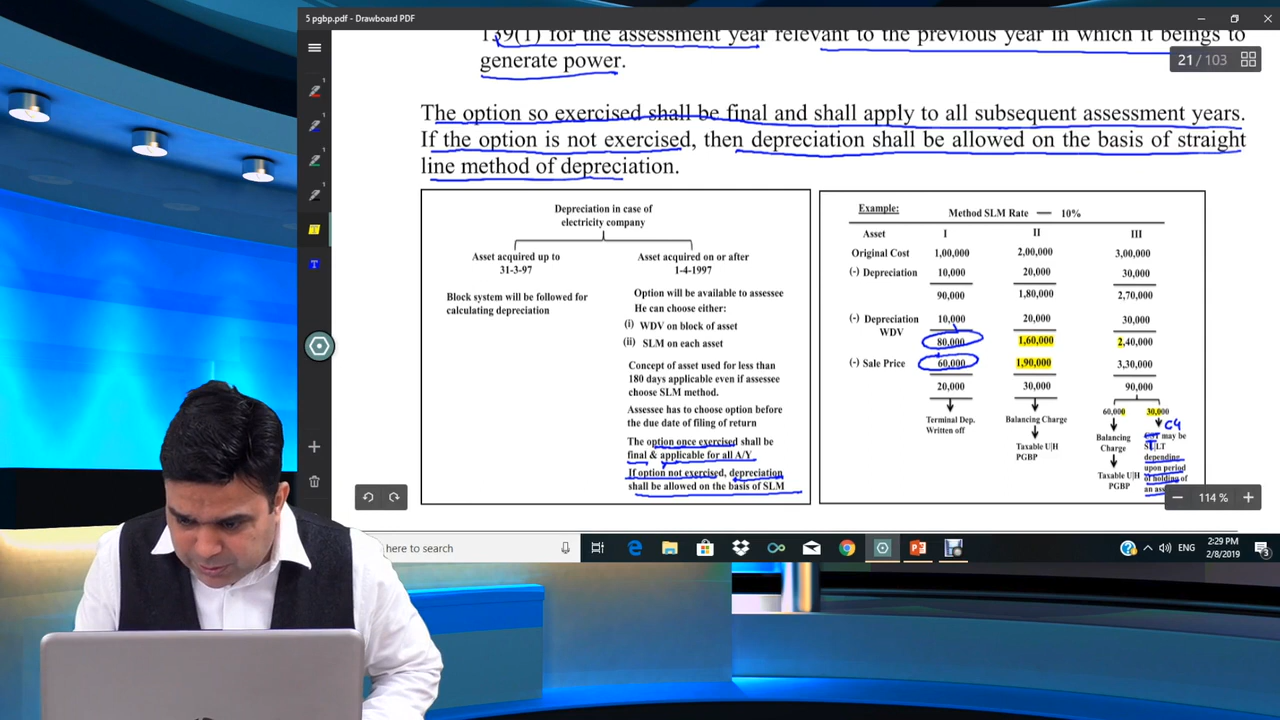 5 pgbp.pdf - Drawboard PDF
139(1) for the assessment year relevant to the previous year in which it beings to
generate power.
21 / 103
The option so exercised shall be final and shall apply to all subsequent assessment years.
If the option is not exercised, then depreciation shall be allowed on the basis of straight
line method of depreciation.
Depreciation in case of
electricity company
Asset acquired up to
31-3-97
Block system will be followed for
calculating depreciation
Asset acquired on or after
1-4-1997
Option will be available to assessee
He can choose either:
(i) WDV on block of asset
(ii) SLM on each asset
Concept of asset used for less than
180 days applicable even if assessee
choose SLM method.
Assessee has to choose option before
the due date of filing of return
The option once exercised shall be
final & applicable for all A/Y
If option not exercised, depreciation
shall be allowed on the basis of SLM
Example: Method SLM Rate — 10%
Asset I II III
Original Cost 1,00,000 2,00,000 3,00,000
(-) Depreciation 10,000 20,000 30,000
90,000 1,80,000 2,70,000
(-) Depreciation 10,000 20,000 30,000
WDV 80,000 1,60,000 2,40,000
(-) Sale Price 60,000 1,90,000 3,30,000
20,000 30,000 90,000
Terminal Dep.
Written off
Balancing Charge
Taxable U|H
PGBP
60,000 30,000
Balancing
Charge
Taxable U|H
PGBP
CG
may be
LT
depending
upon period
of holding of
an
114 %
here to search
ENG
2:29 PM
2/8/2019
3